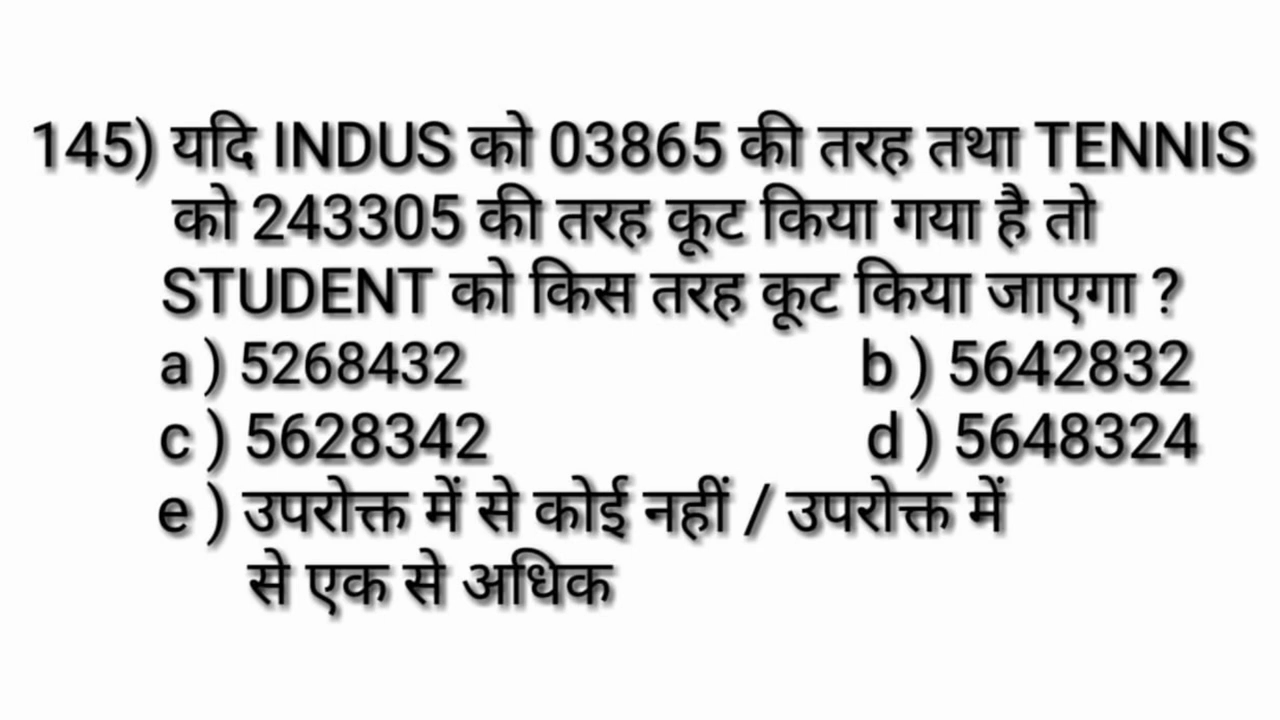 145) यदि INDUS को 03865 की तरह तथा TENNIS
को 243305 की तरह कूट किया गया है तो
STUDENT को किस तरह कूट किया जाएगा ?
a ) 5268432 b ) 5642832
c ) 5628342 d ) 5648324
e ) उपरोक्त में से कोई नहीं / उपरोक्त में
से एक से अधिक